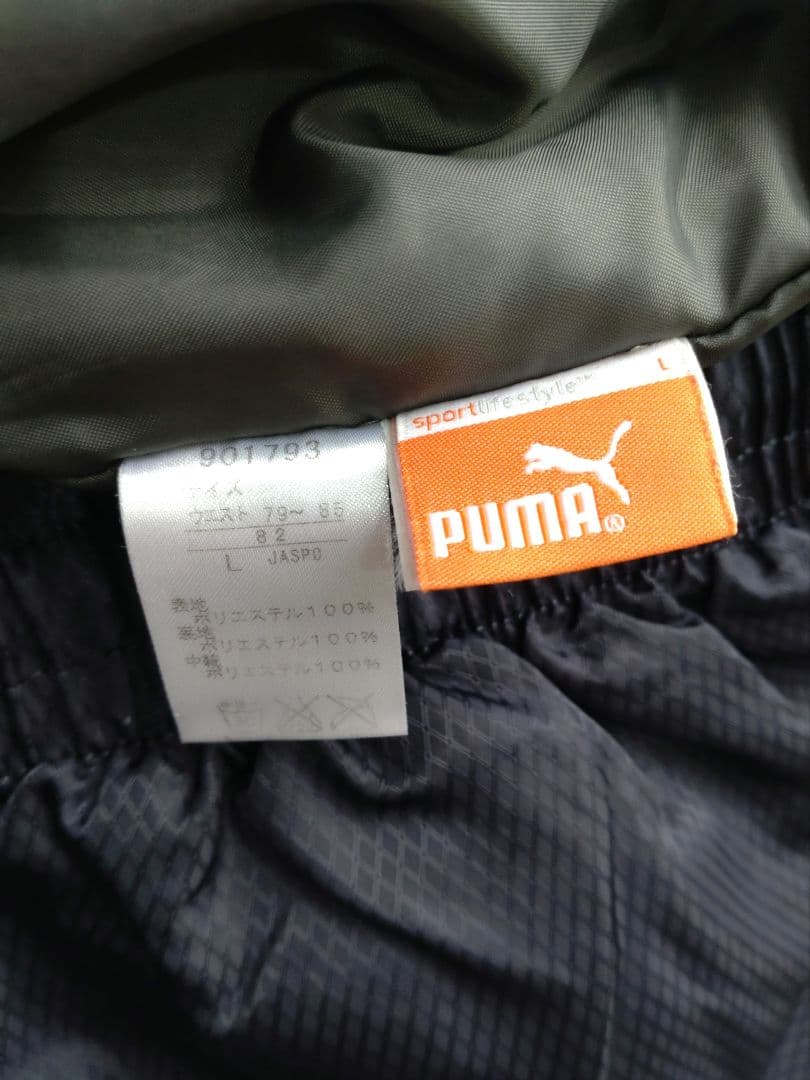 901793
サイズ
ウエスト 79～ 85
82
L JASPO
表地
ポリエステル100%
裏地
ポリエステル100%
中綿
ポリエステル100%
L
sportlifestyle™
PUMA®